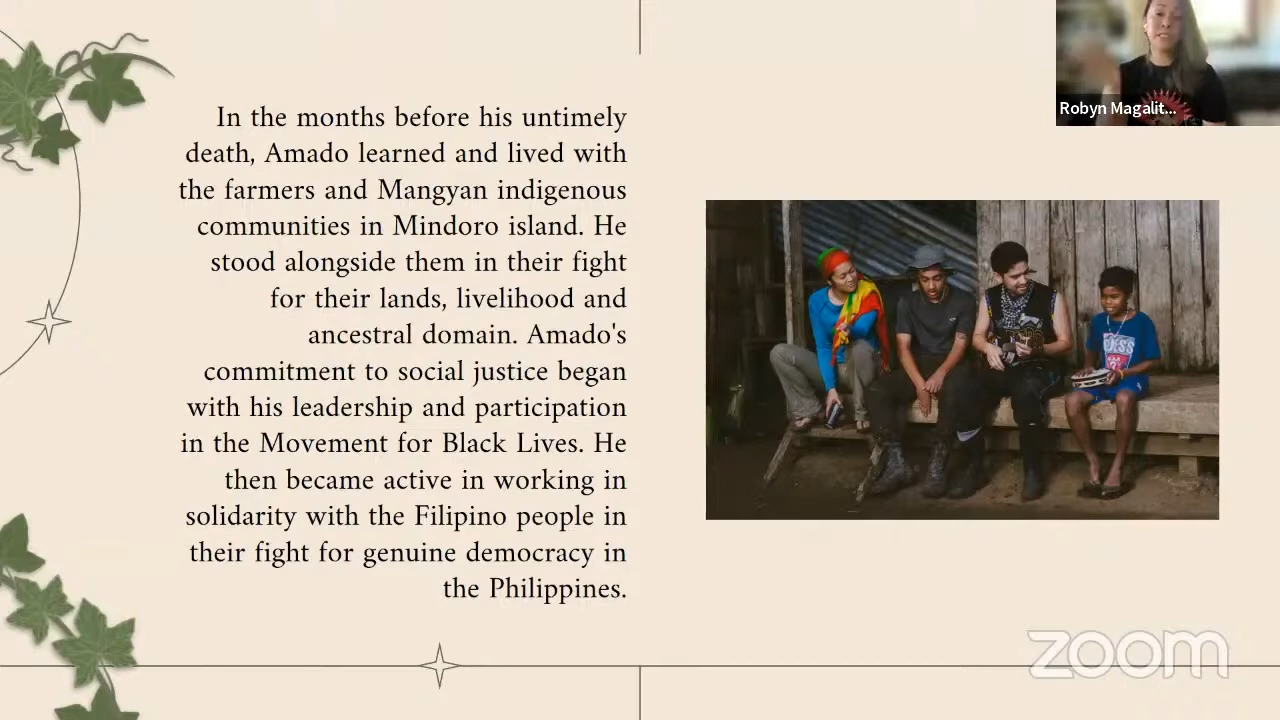 In the months before his untimely
death, Amado learned and lived with
the farmers and Mangyan indigenous
communities in Mindoro island. He
stood alongside them in their fight
for their lands, livelihood and
ancestral domain. Amado's
commitment to social justice began
with his leadership and participation
in the Movement for Black Lives. He
then became active in working in
solidarity with the Filipino people in
their fight for genuine democracy in
the Philippines.
Robyn Magalit...
zoom